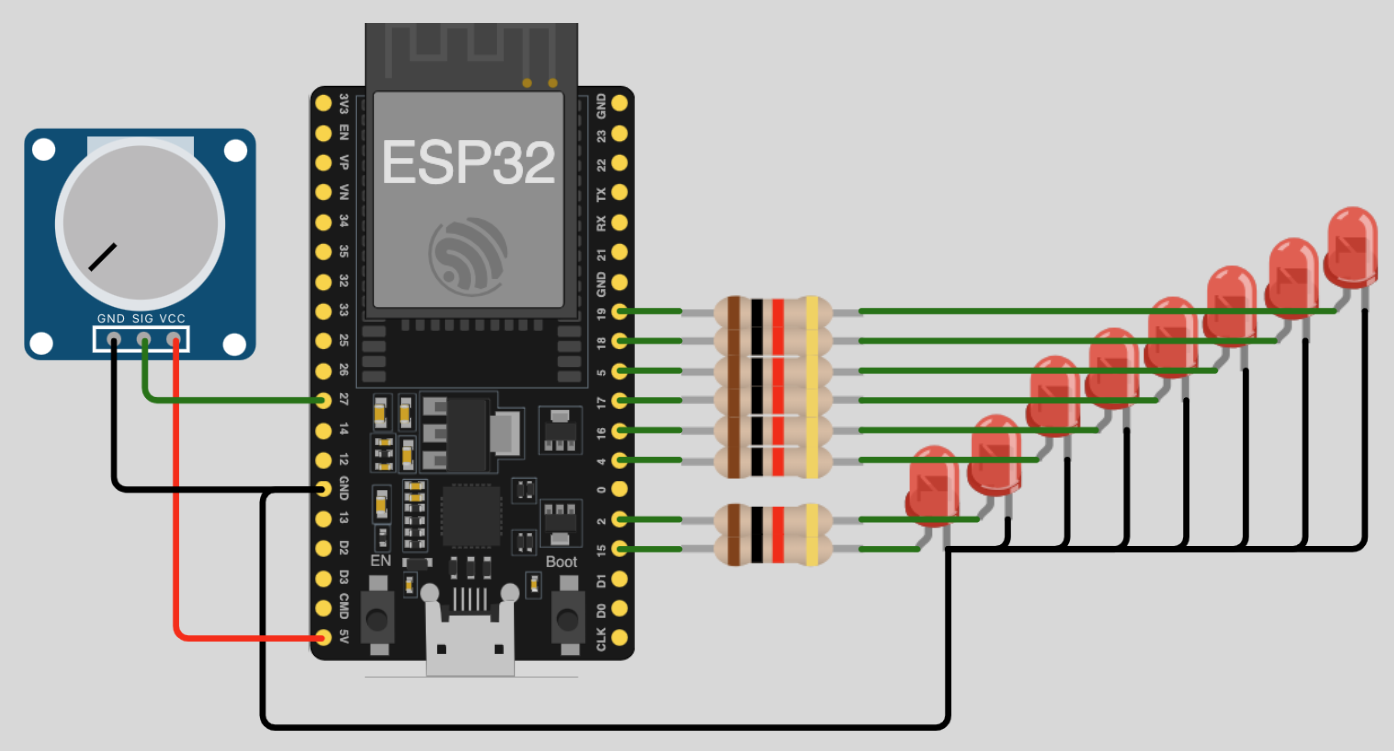 GND SIG VCC
3V3
EN
VP
VN
34
35
32
33
25
26
27
14
12
GND
13
D2
D3
CMD
5V
ESP32
EN
Boot
GND
23
22
TX
RX
21
GND
19
18
5
17
16
4
0
2
15
D1
D0
CLK